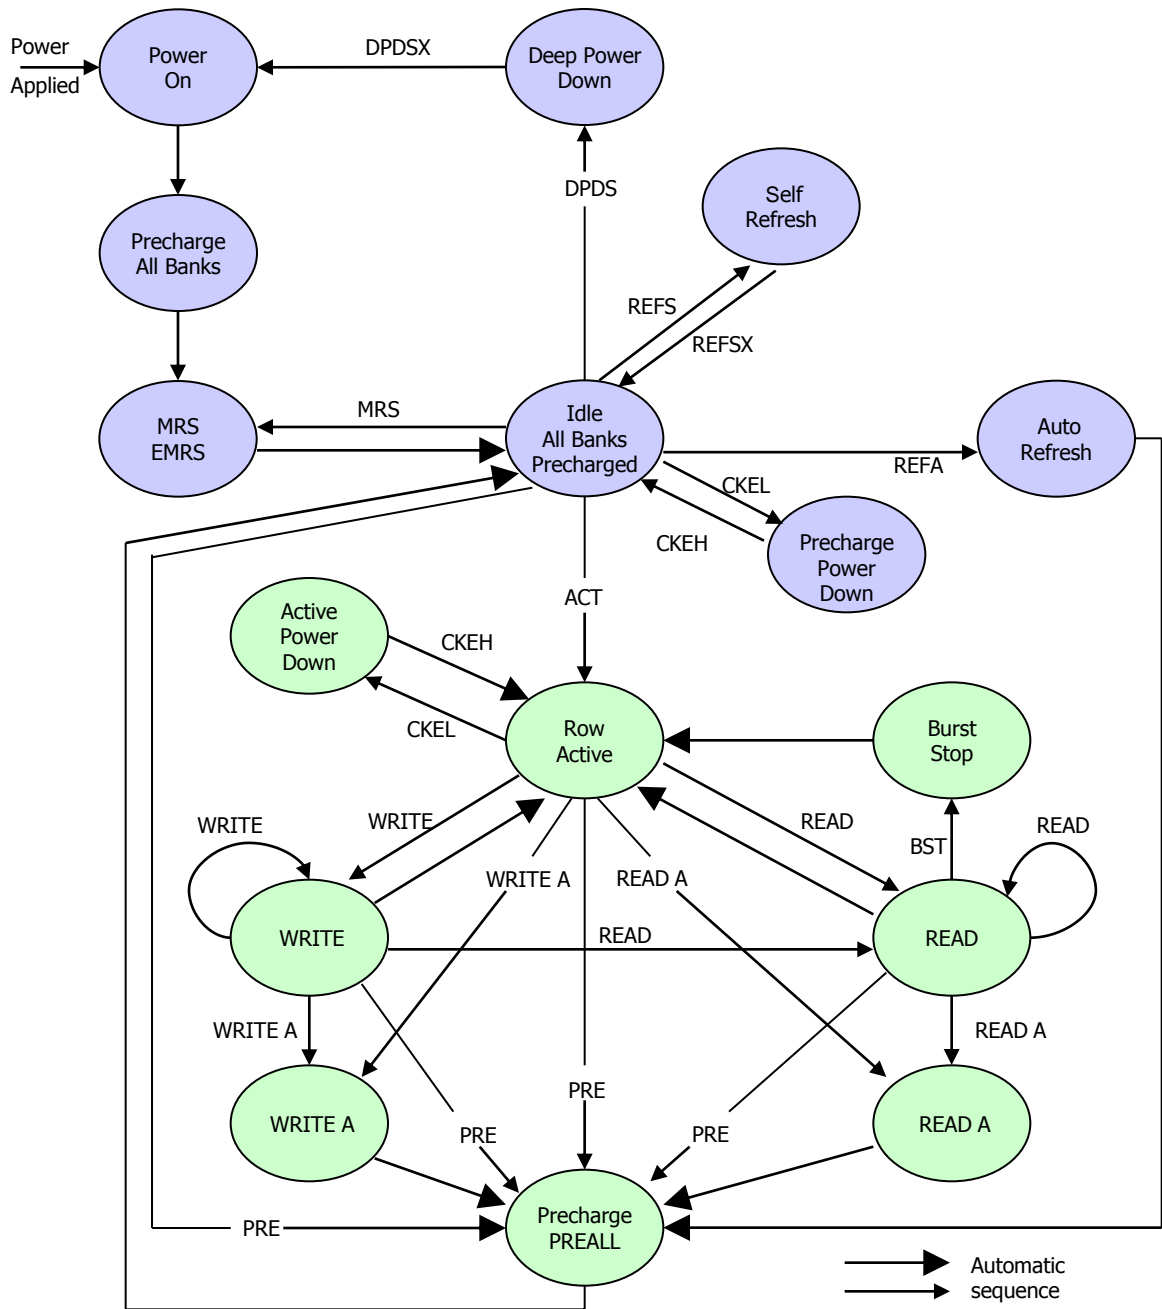 Power
Applied
Power
On
DPDSX
Deep Power
Down
DPDS
Self
Refresh
Precharge
All Banks
REFS
REFSX
MRS
EMRS
MRS
Idle
All Banks
Precharged
Auto
Refresh
REFA
CKEL
CKEH
Precharge
Power
Down
ACT
Active
Power
Down
CKEH
CKEL
Row
Active
Burst
Stop
WRITE
WRITE
READ
BST
READ
WRITE A
READ A
WRITE
READ
READ
WRITE A
READ A
PRE
WRITE A
PRE
PRE
READ A
PRE
Precharge
PREALL
Automatic
sequence